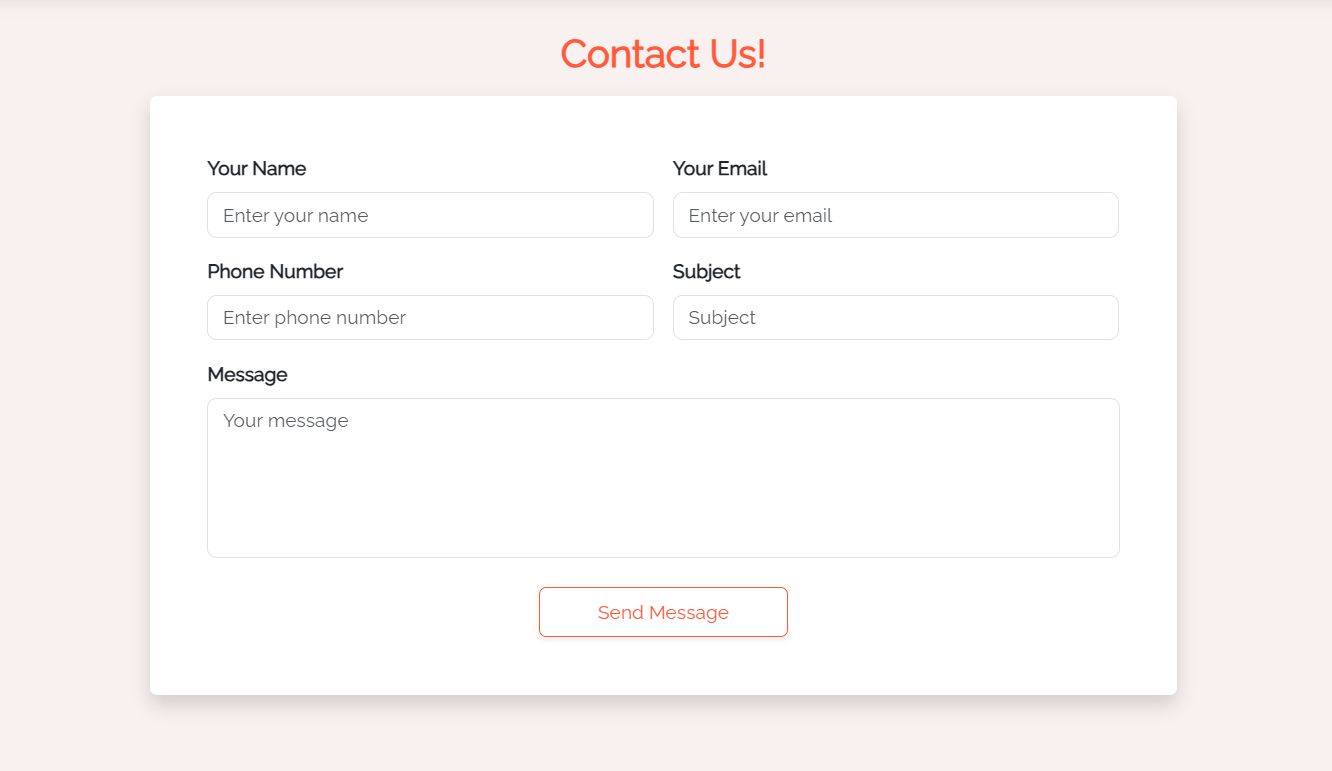 Contact Us!
Your Name
Your Email
Enter your name
Enter your email
Phone Number
Subject
Enter phone number
Subject
Message
Your message
Send Message